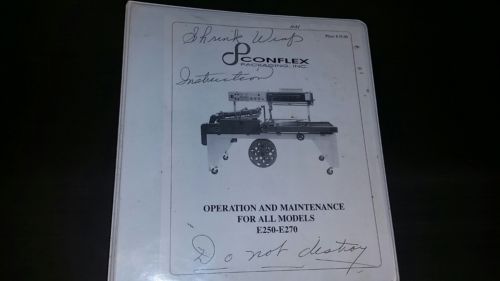 Price $ 35.00
Shrink Wrap
CONFLEX
PACKAGING, INC.
Instruction
OPERATION AND MAINTENANCE
FOR ALL MODELS
E250-E270
Do not destroy